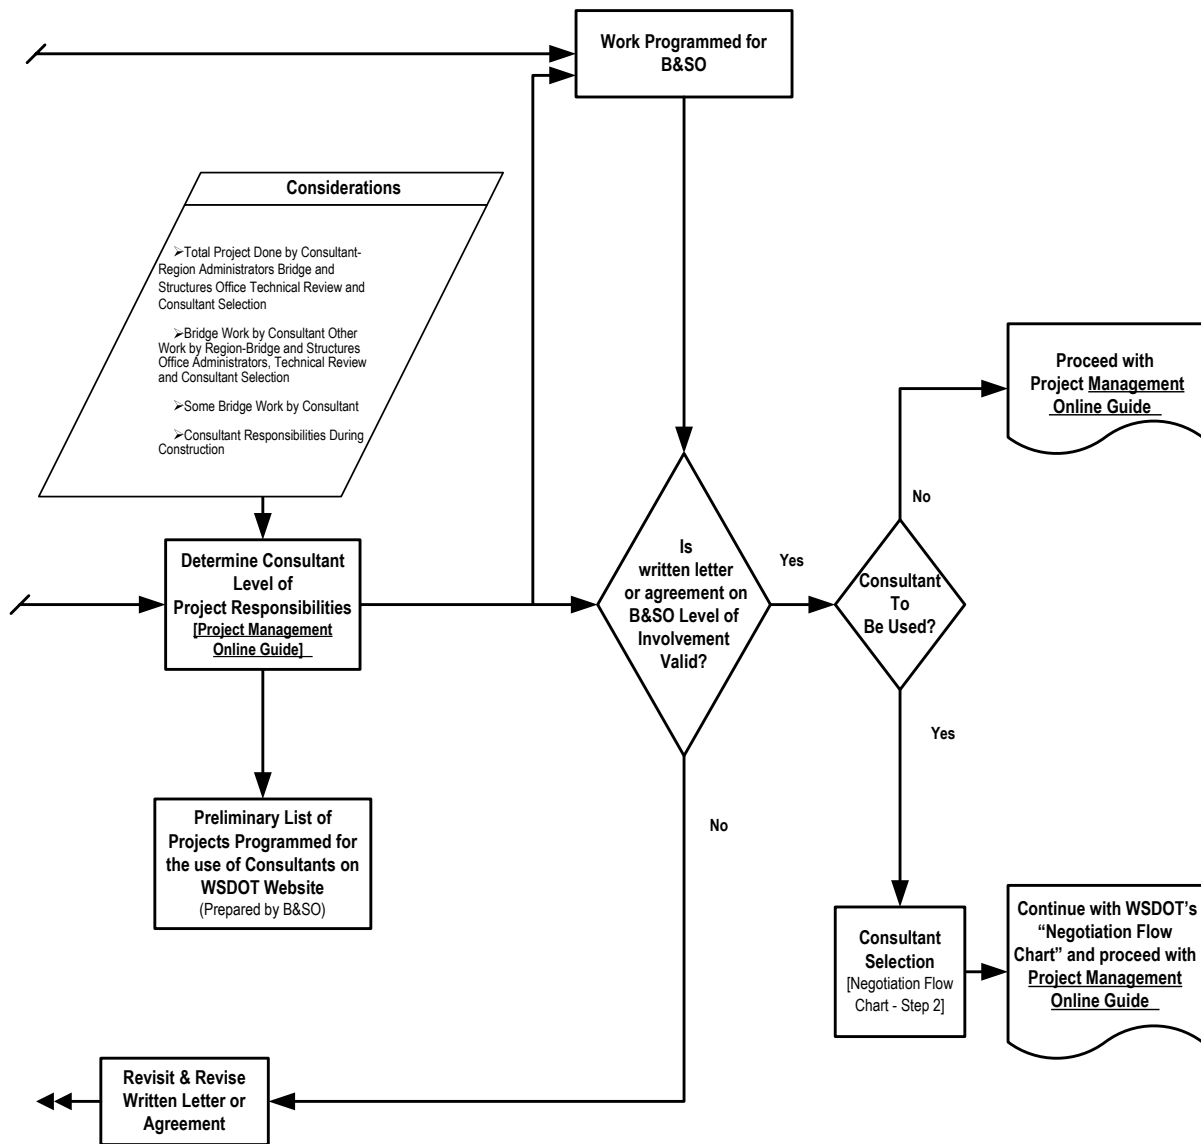 Work Programmed for
B&SO
Considerations
➢Total Project Done by Consultant-
Region Administrators Bridge and
Structures Office Technical Review and
Consultant Selection
➢Bridge Work by Consultant Other
Work by Region-Bridge and Structures
Office Administrators, Technical Review
and Consultant Selection
➢Some Bridge Work by Consultant
➢Consultant Responsibilities During
Construction
Determine Consultant
Level of
Project Responsibilities
[Project Management
Online Guide]
Preliminary List of
Projects Programmed for
the use of Consultants on
WSDOT Website
(Prepared by B&SO)
Is
written letter
or agreement on
B&SO Level of
Involvement
Valid?
Yes
No
Consultant
To
Be Used?
No
Yes
Proceed with
Project Management
Online Guide
Consultant
Selection
[Negotiation Flow
Chart - Step 2]
Continue with WSDOT’s
“Negotiation Flow
Chart” and proceed with
Project Management
Online Guide
Revisit & Revise
Written Letter or
Agreement